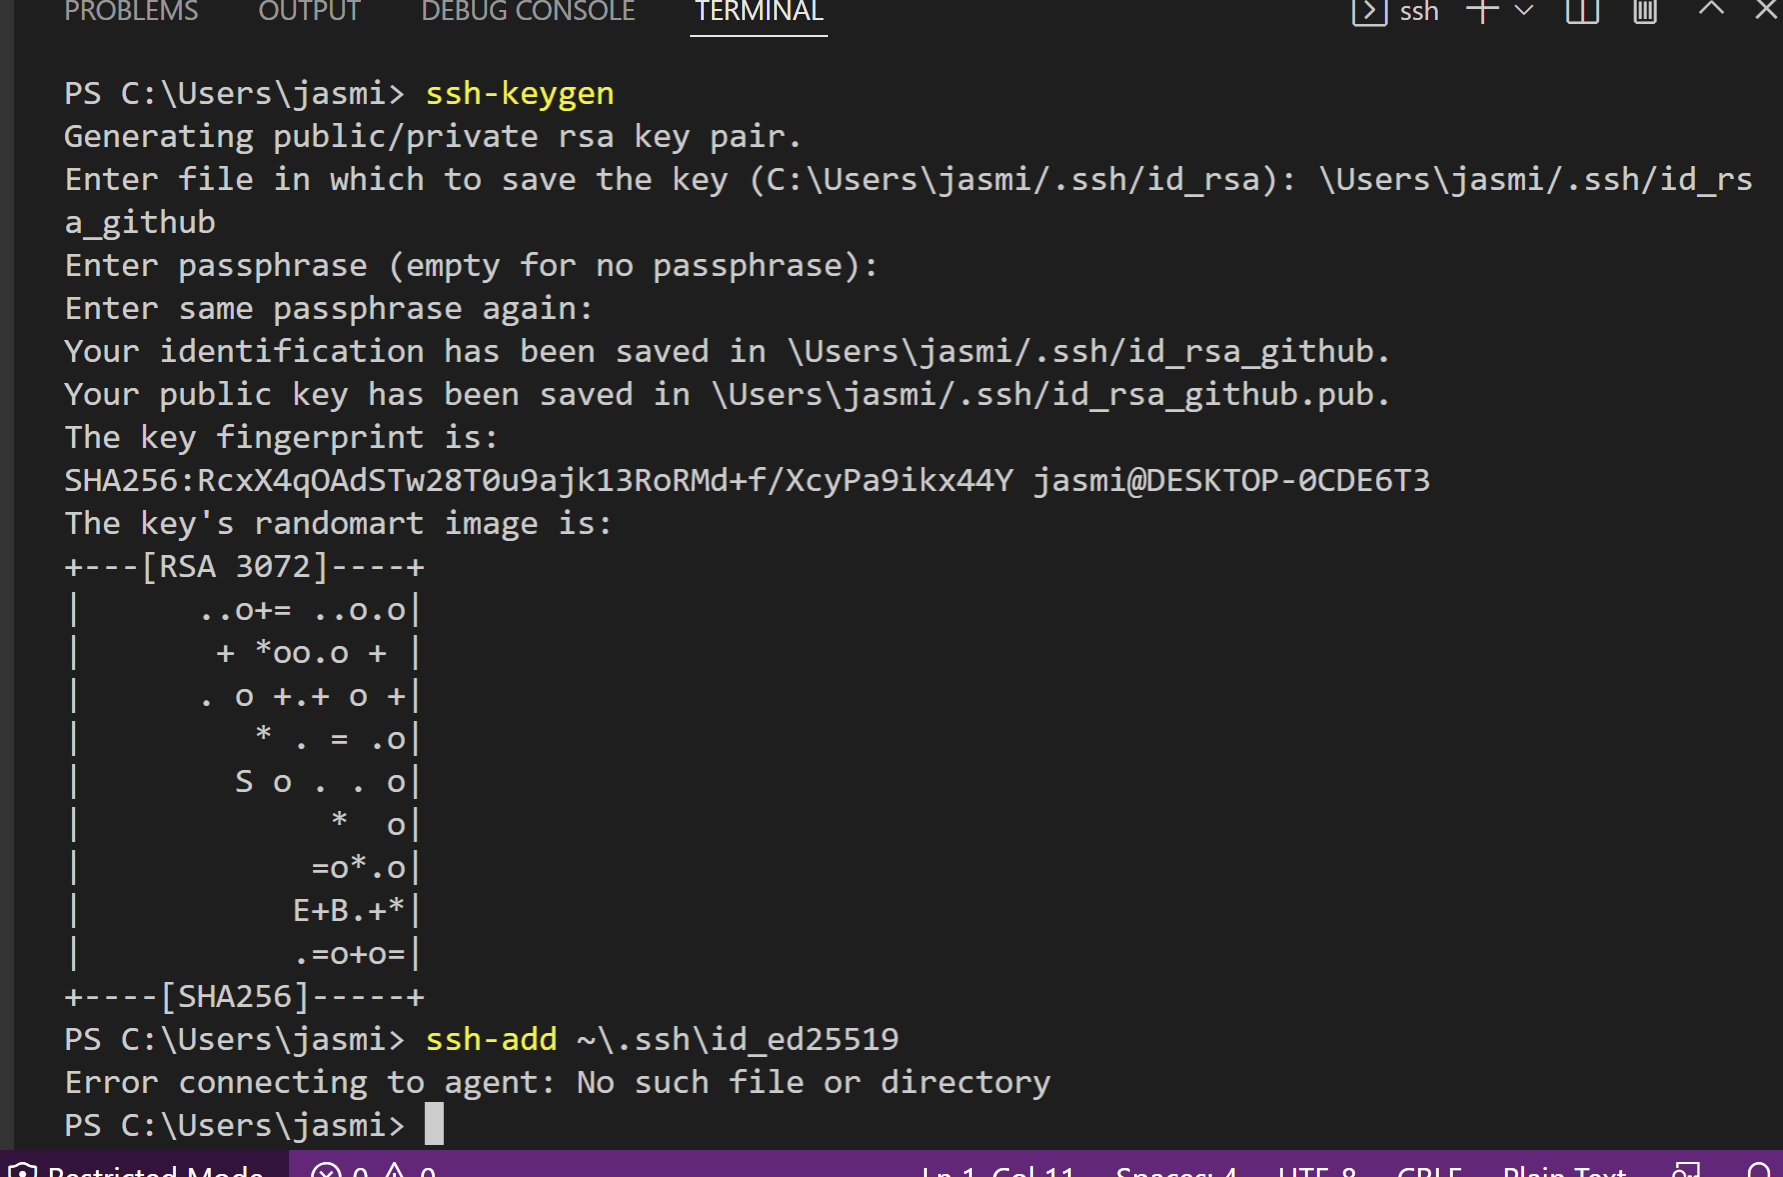 PROBLEMS OUTPUT DEBUG CONSOLE TERMINAL ssh
PS C:\Users\jasmi> ssh-keygen
Generating public/private rsa key pair.
Enter file in which to save the key (C:\Users\jasmi/.ssh/id_rsa): \Users\jasmi/.ssh/id_rs
a_github
Enter passphrase (empty for no passphrase):
Enter same passphrase again:
Your identification has been saved in \Users\jasmi/.ssh/id_rsa_github.
Your public key has been saved in \Users\jasmi/.ssh/id_rsa_github.pub.
The key fingerprint is:
SHA256:RcxX4qOAdSTw28T0u9ajk13RoRMd+f/XcyPa9ikx44Y jasmi@DESKTOP-0CDE6T3
The key's randomart image is:
+---[RSA 3072]----+
|      ..o+= ..o.o|
|       + *oo.o + |
|      . o +.+ o +|
|         * . = .o|
|        S o . . o|
|             *  o|
|            =o*.o|
|           E+B.+*|
|           .=o+o=|
+----[SHA256]-----+
PS C:\Users\jasmi> ssh-add ~\.ssh\id_ed25519
Error connecting to agent: No such file or directory
PS C:\Users\jasmi>
Restricted Mode 0 0 Ln 1, Col 11 Spaces: 4 UTF-8 CRLF Plain Text